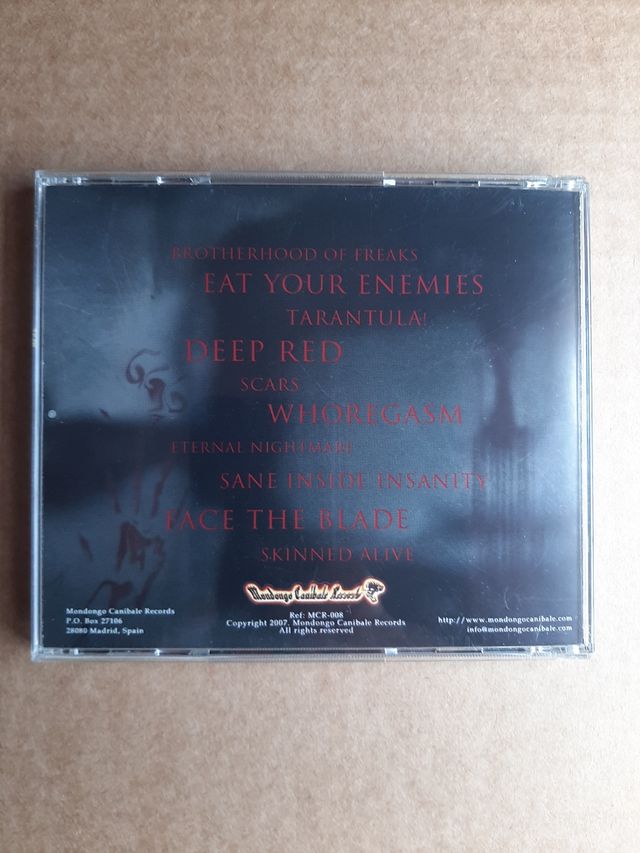 BROTHERHOOD OF FREAKS
EAT YOUR ENEMIES
TARANTULA!
DEEP RED
SCARS
WHOREGASM
ETERNAL NIGHTMARE
SANE INSIDE INSANITY
FACE THE BLADE
SKINNED ALIVE
Mondongo Canibale Records
Mondongo Canibale Records
P.O. Box 27106
28080 Madrid, Spain
Ref: MCR-008
Copyright 2007, Mondongo Canibale Records
All rights reserved
http://www.mondongocanibale.com
info@mondongocanibale.com